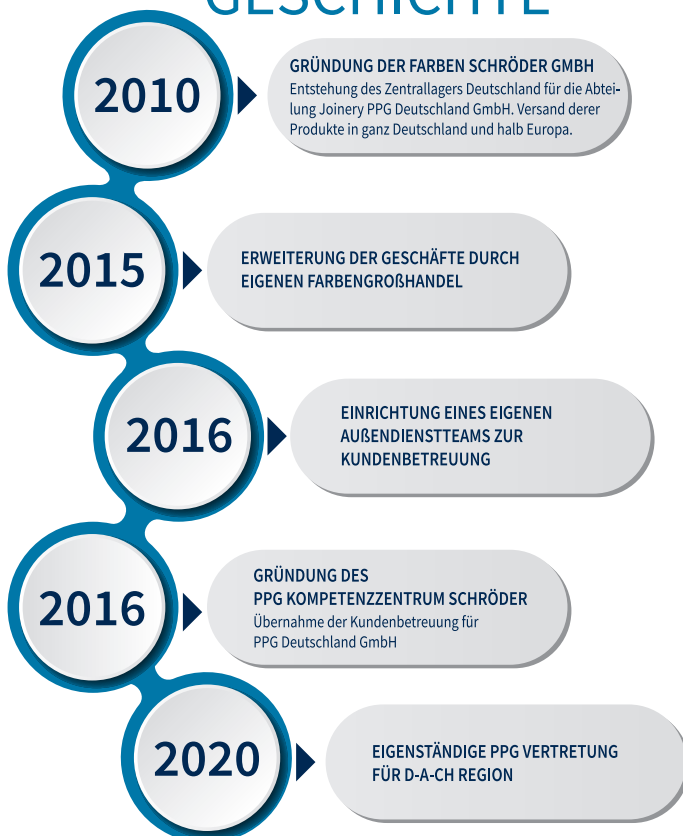 GESCHICHTE
2010
GRÜNDUNG DER FARBEN SCHRÖDER GMBH
Entstehung des Zentrallagers Deutschland für die Abtei-
lung Joinery PPG Deutschland GmbH. Versand derer
Produkte in ganz Deutschland und halb Europa.
2015
ERWEITERUNG DER GESCHÄFTE DURCH
EIGENEN FARBENGROßHANDEL
2016
EINRICHTUNG EINES EIGENEN
AUßENDIENSTTEAMS ZUR
KUNDENBETREUUNG
2016
GRÜNDUNG DES
PPG KOMPETENZZENTRUM SCHRÖDER
Übernahme der Kundenbetreuung für
PPG Deutschland GmbH
2020
EIGENSTÄNDIGE PPG VERTRETUNG
FÜR D-A-CH REGION